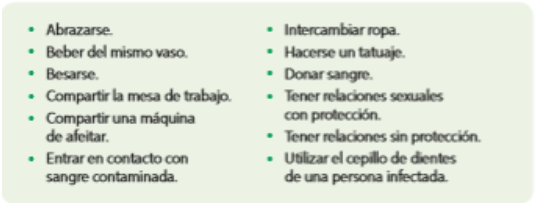 • Abrazarse.
• Beber del mismo vaso.
• Besarse.
• Compartir la mesa de trabajo.
• Compartir una máquina
de afeitar.
• Entrar en contacto con
sangre contaminada.
• Intercambiar ropa.
• Hacerse un tatuaje.
• Donar sangre.
• Tener relaciones sexuales
con protección.
• Tener relaciones sin protección.
• Utilizar el cepillo de dientes
de una persona infectada.